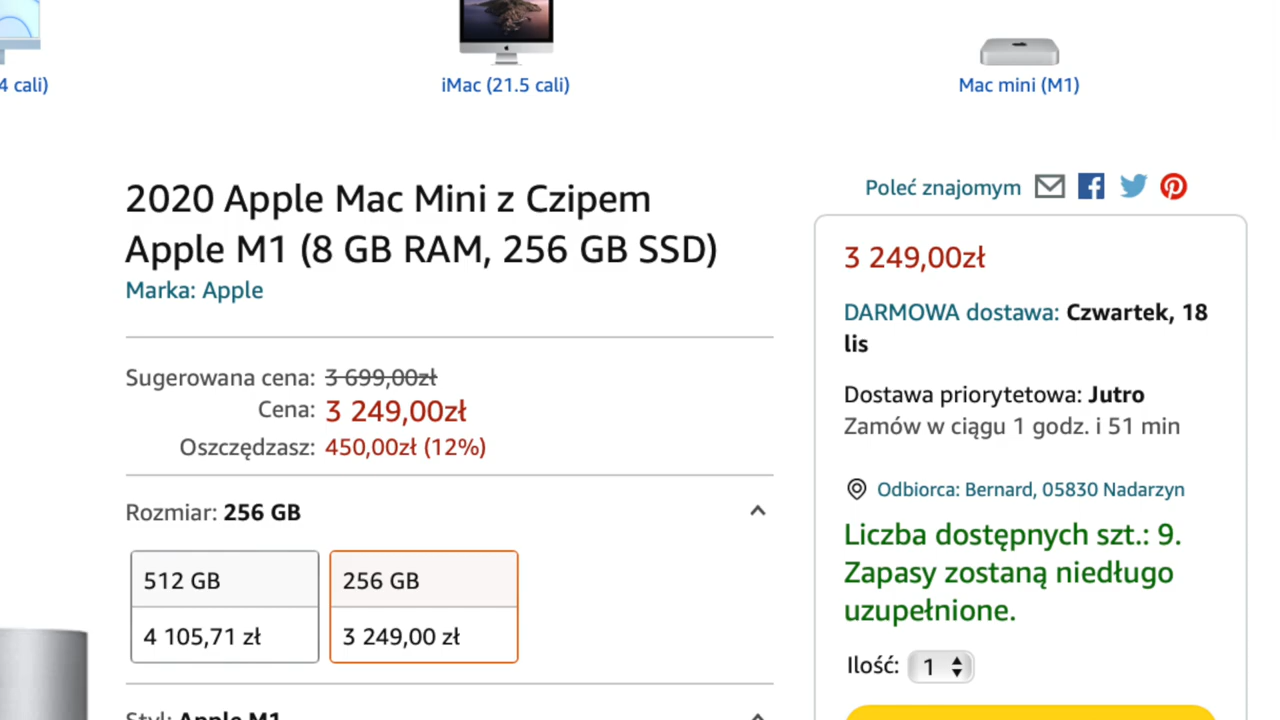 4 cali)
iMac (21.5 cali)
Mac mini (M1)
2020 Apple Mac Mini z Czipem
Apple M1 (8 GB RAM, 256 GB SSD)
Marka: Apple
Sugerowana cena: 3 699,00zł
Cena: 3 249,00zł
Oszczędzasz: 450,00zł (12%)
Rozmiar: 256 GB
512 GB
4 105,71 zł
256 GB
3 249,00 zł
Styl: Apple M1
Poleć znajomym
3 249,00zł
DARMOWA dostawa: Czwartek, 18
lis
Dostawa priorytetowa: Jutro
Zamów w ciągu 1 godz. i 51 min
Odbiorca: Bernard, 05830 Nadarzyn
Liczba dostępnych szt.: 9.
Zapasy zostaną niedługo
uzupełnione.
Ilość: 1